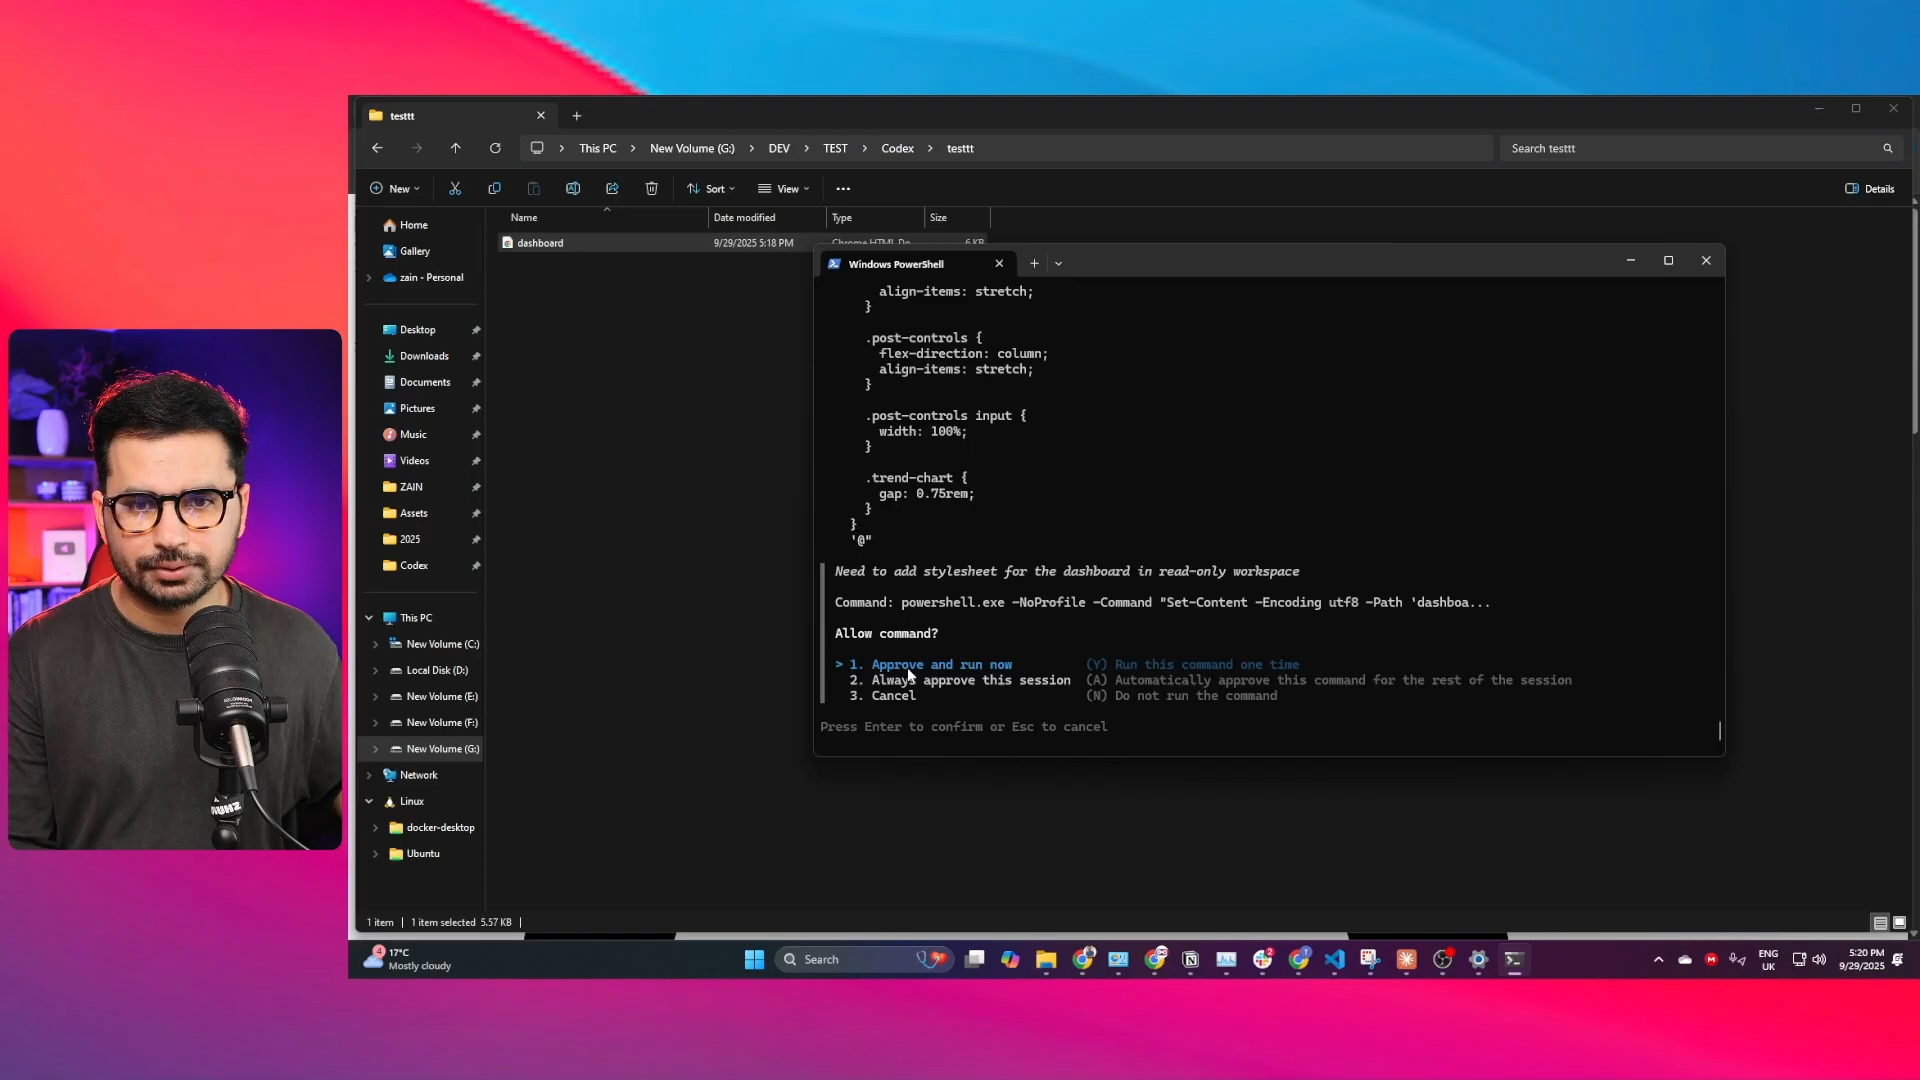 testtt
This PC
New Volume (G:)
DEV
TEST
Codex
testtt
Search testtt
New
Sort
View
Details
Name
Date modified
Type
Size
dashboard
9/29/2025 5:18 PM
Chrome HTML Do...
6 KB
Home
Gallery
zain - Personal
Desktop
Downloads
Documents
Pictures
Music
Videos
ZAIN
Assets
2025
Codex
This PC
New Volume (C:)
Local Disk (D:)
New Volume (E:)
New Volume (F:)
New Volume (G:)
Network
Linux
docker-desktop
Ubuntu
1 item
1 item selected 5.57 KB
Windows PowerShell
align-items: stretch;
}
.post-controls {
flex-direction: column;
align-items: stretch;
}
.post-controls input {
width: 100%;
}
.trend-chart {
gap: 0.75rem;
}
}
'@"
Need to add stylesheet for the dashboard in read-only workspace
Command: powershell.exe -NoProfile -Command "Set-Content -Encoding utf8 -Path 'dashboa...
Allow command?
> 1. Approve and run now (Y) Run this command one time
2. Always approve this session (A) Automatically approve this command for the rest of the session
3. Cancel (N) Do not run the command
Press Enter to confirm or Esc to cancel
17°C
Mostly cloudy
Search
ENG
UK
5:20 PM
9/29/2025